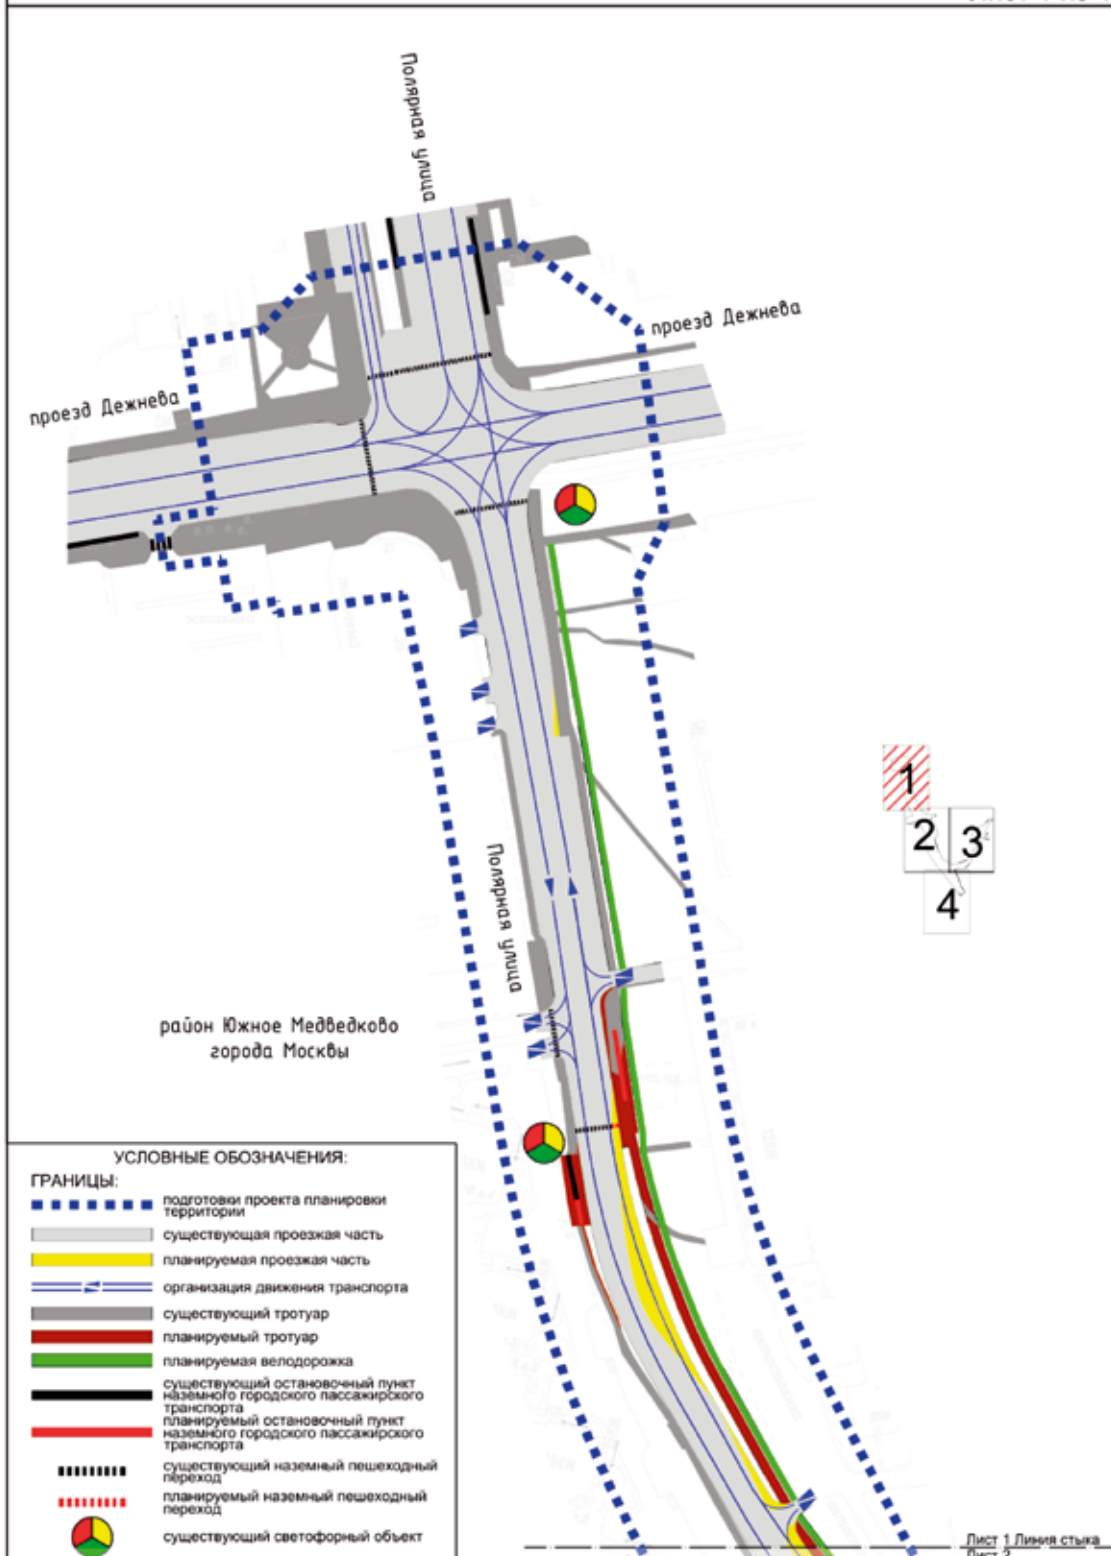 Полярная улица
проезд Дежнева
проезд Дежнева
Полярная улица
район Южное Медведково
города Москвы
1
2
3
4
УСЛОВНЫЕ ОБОЗНАЧЕНИЯ:
ГРАНИЦЫ:
подготовки проекта планировки
территории
существующая проезжая часть
планируемая проезжая часть
организация движения транспорта
существующий тротуар
планируемый тротуар
планируемая велодорожка
существующий остановочный пункт
наземного городского пассажирского
транспорта
планируемый остановочный пункт
наземного городского пассажирского
транспорта
существующий наземный пешеходный
переход
планируемый наземный пешеходный
переход
существующий светофорный объект
Лист 1 Линия стыка
Лист 2